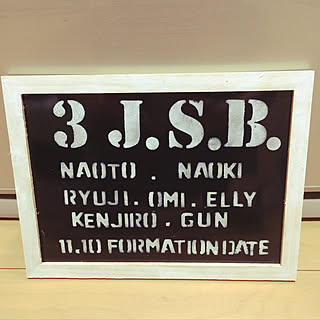 3 J.S.B.
NAOTO . NAOKI
RYUJI . OMI . ELLY
KENJIRO . GUN
11.10 FORMATION DATE